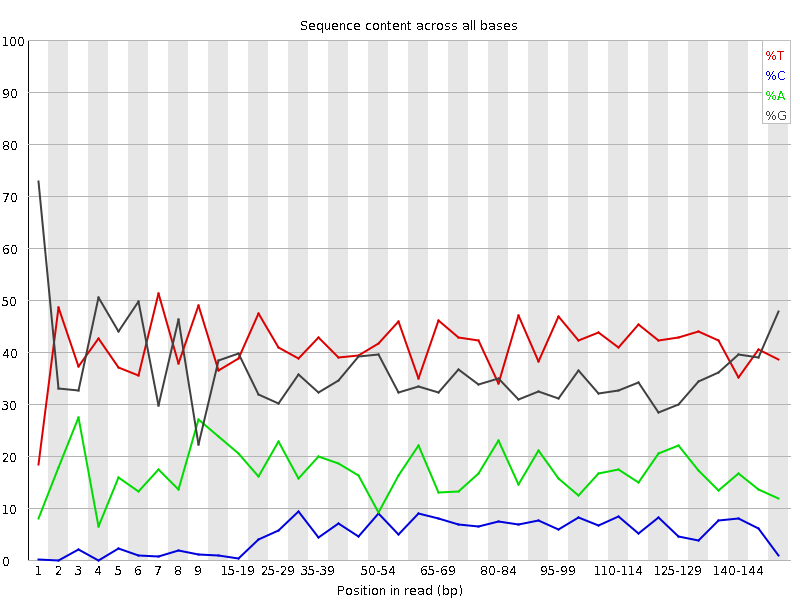 Sequence content across all bases
100
90
80
70
60
50
40
30
20
10
0
%T
%C
%A
%G
1 2 3 4 5 6 7 8 9 15-19 25-29 35-39 50-54 65-69 80-84 95-99 110-114 125-129 140-144
Position in read (bp)